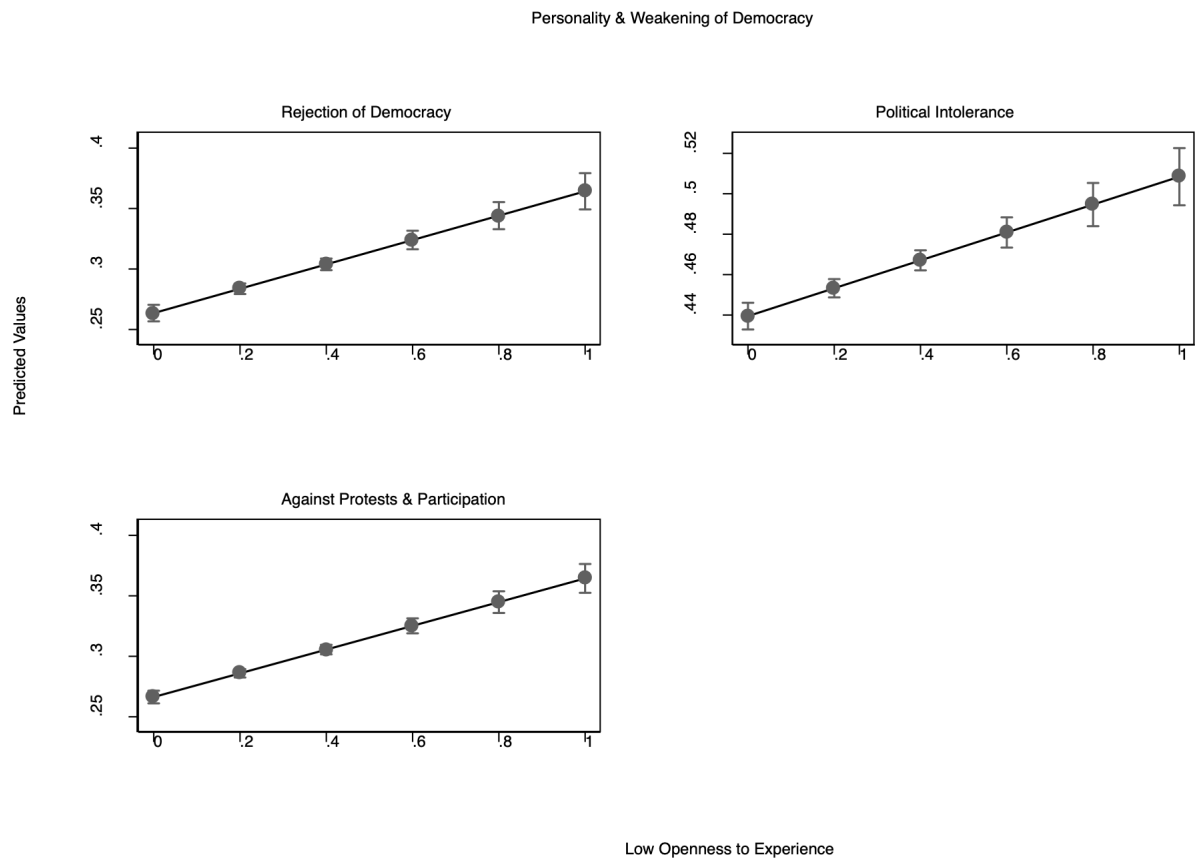 Personality & Weakening of Democracy
Rejection of Democracy
.4
.35
.3
.25
0 .2 .4 .6 .8 1
Political Intolerance
.52
.5
.48
.46
.44
0 .2 .4 .6 .8 1
Predicted Values
Against Protests & Participation
.4
.35
.3
.25
0 .2 .4 .6 .8 1
Low Openness to Experience